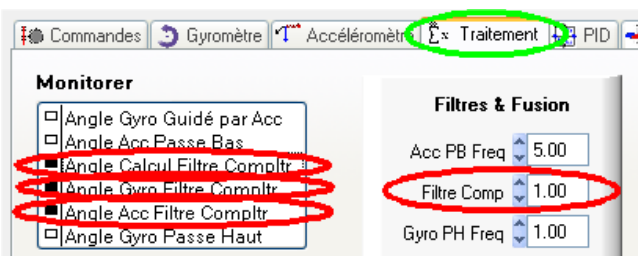 Commandes Gyromètre Accéléromètre x Traitement PID
Monitorer
Angle Gyro Guidé par Acc
Angle Acc Passe Bas
Angle Calcul Filtre Compltr
Angle Gyro Filtre Compltr
Angle Acc Filtre Compltr
Angle Gyro Passe Haut
Filtres & Fusion
Acc PB Freq 5.00
Filtre Comp 1.00
Gyro PH Freq 1.00